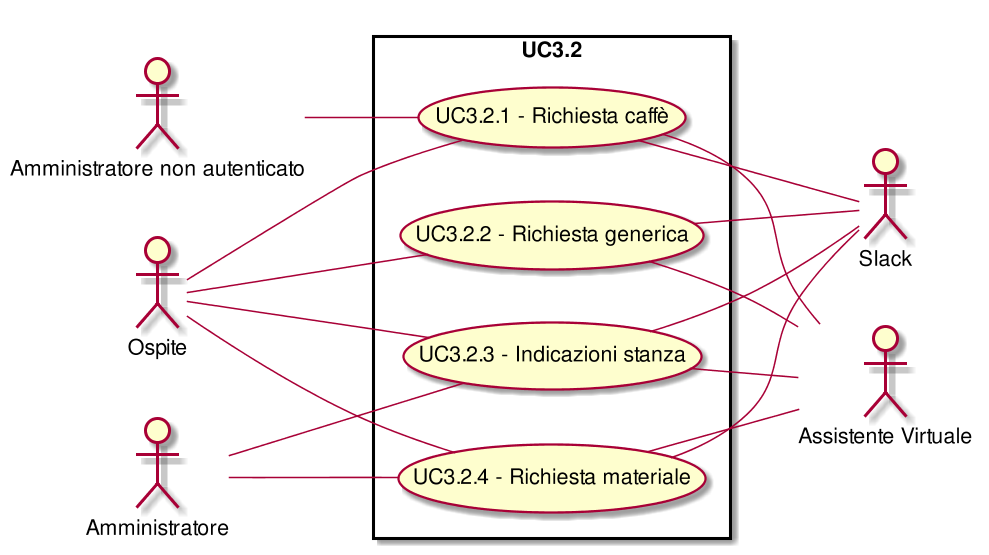 UC3.2
Amministratore non autenticato
UC3.2.1 - Richiesta caffè
UC3.2.2 - Richiesta generica
Slack
Ospite
UC3.2.3 - Indicazioni stanza
Assistente Virtuale
UC3.2.4 - Richiesta materiale
Amministratore